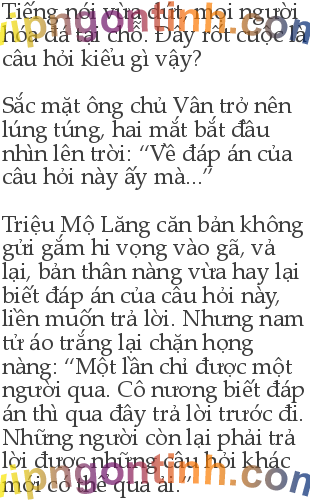 Tiếng nói vừa dứt, mọi người
hóa đá tại chỗ. Đây rốt cuộc là
câu hỏi kiểu gì vậy?
Sắc mặt ông chủ Vân trở nên
lúng túng, hai mắt bắt đầu
nhìn lên trời: “Về đáp án của
câu hỏi này ấy mà...”
Triệu Mộ Lăng căn bản không
gửi gắm hi vọng vào gã, vả
lại, bản thân nàng vừa hay lại
biết đáp án của câu hỏi này,
liền muốn trả lời. Nhưng nam
tử áo trắng lại chặn họng
nàng: “Một lần chỉ được một
người qua. Cô nương biết đáp
án thì qua đây trả lời trước đi.
Những người còn lại phải trả
lời được những câu hỏi khác
mới có thể qua ải.”